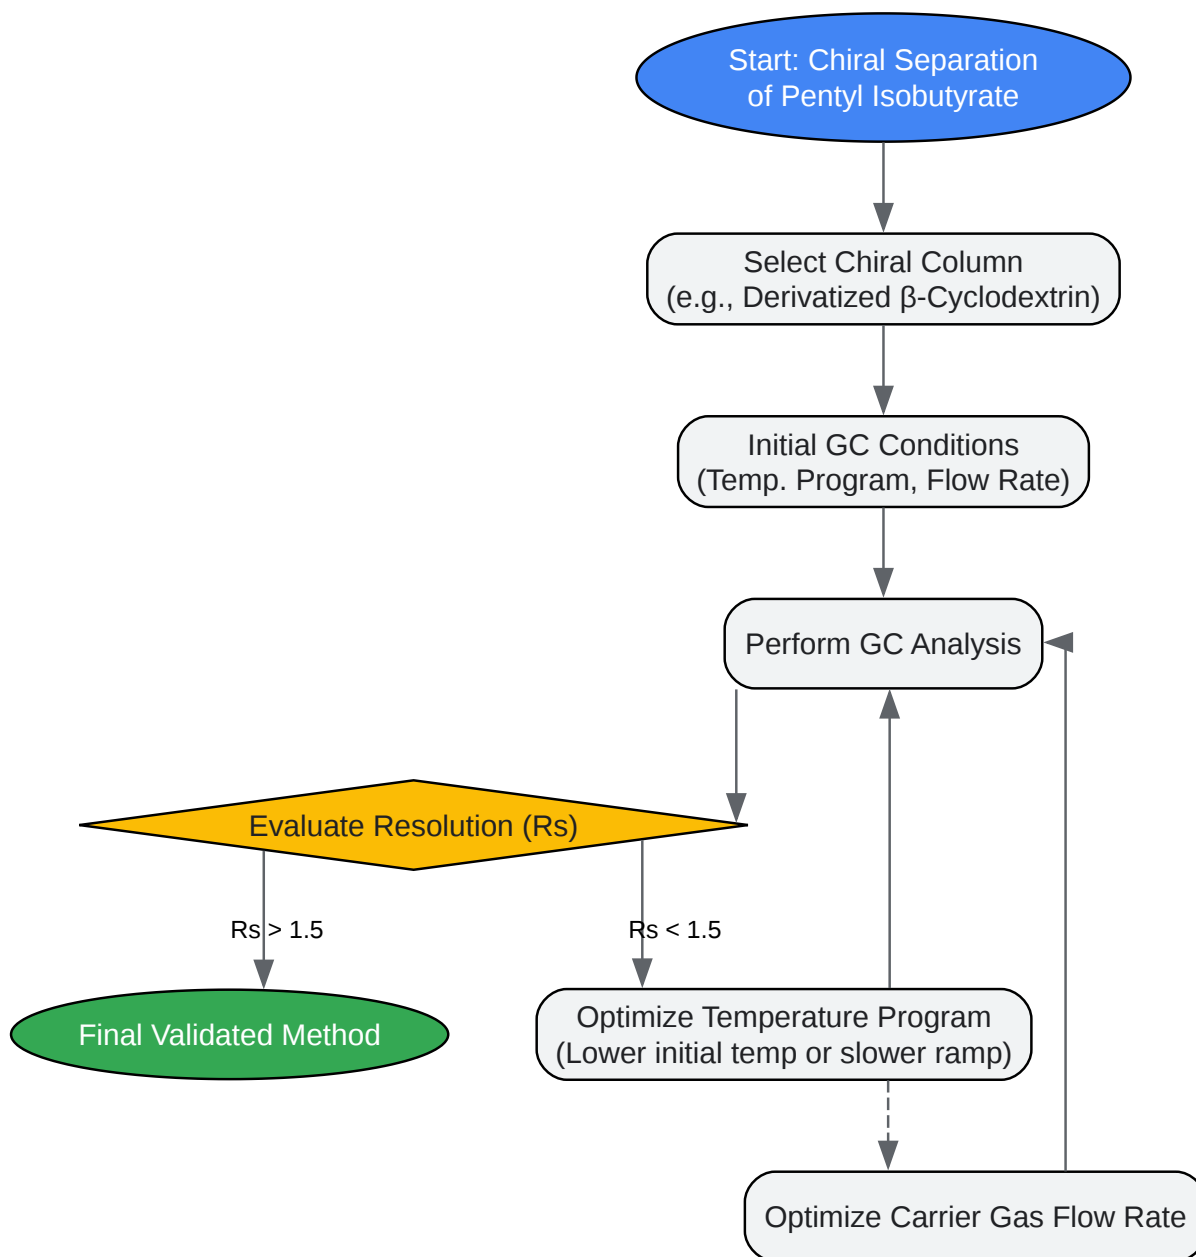 Start: Chiral Separation
of Pentyl Isobutyrate
Select Chiral Column
(e.g., Derivatized β-Cyclodextrin)
Initial GC Conditions
(Temp. Program, Flow Rate)
Perform GC Analysis
Evaluate Resolution (Rs)
Rs > 1.5
Rs < 1.5
Final Validated Method
Optimize Temperature Program
(Lower initial temp or slower ramp)
Optimize Carrier Gas Flow Rate